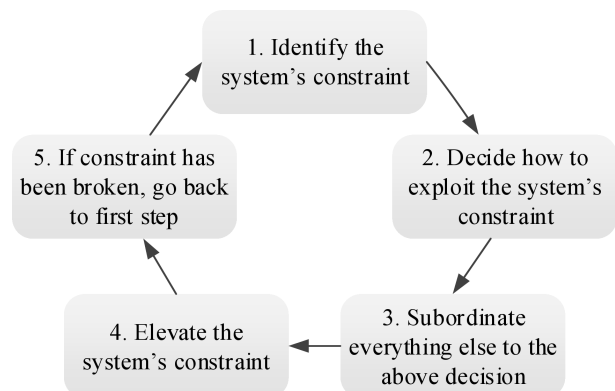 1. Identify the
system’s constraint
2. Decide how to
exploit the system’s
constraint
3. Subordinate
everything else to the
above decision
4. Elevate the
system’s constraint
5. If constraint has
been broken, go back
to first step